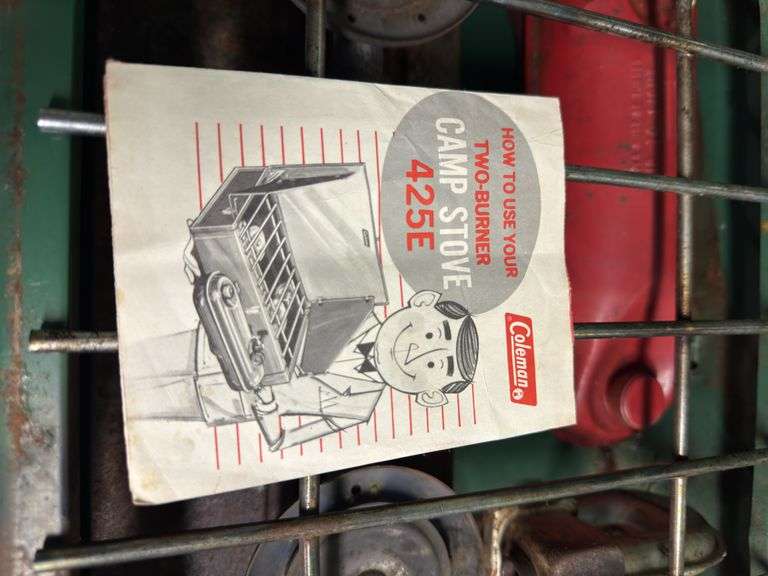 HOW TO USE YOUR
TWO-BURNER
CAMP STOVE
425E
Coleman